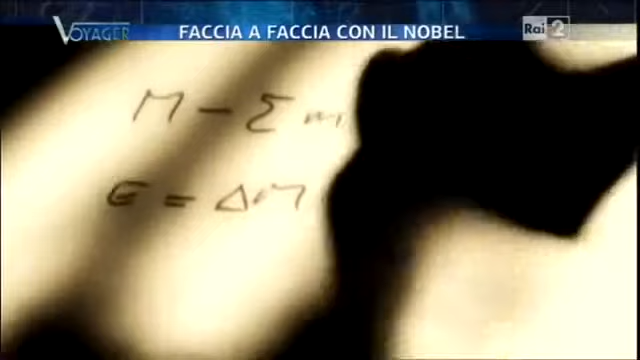 VOYAGER
FACCIA A FACCIA CON IL NOBEL
Rai 2
M - Σ m
E = ΔM